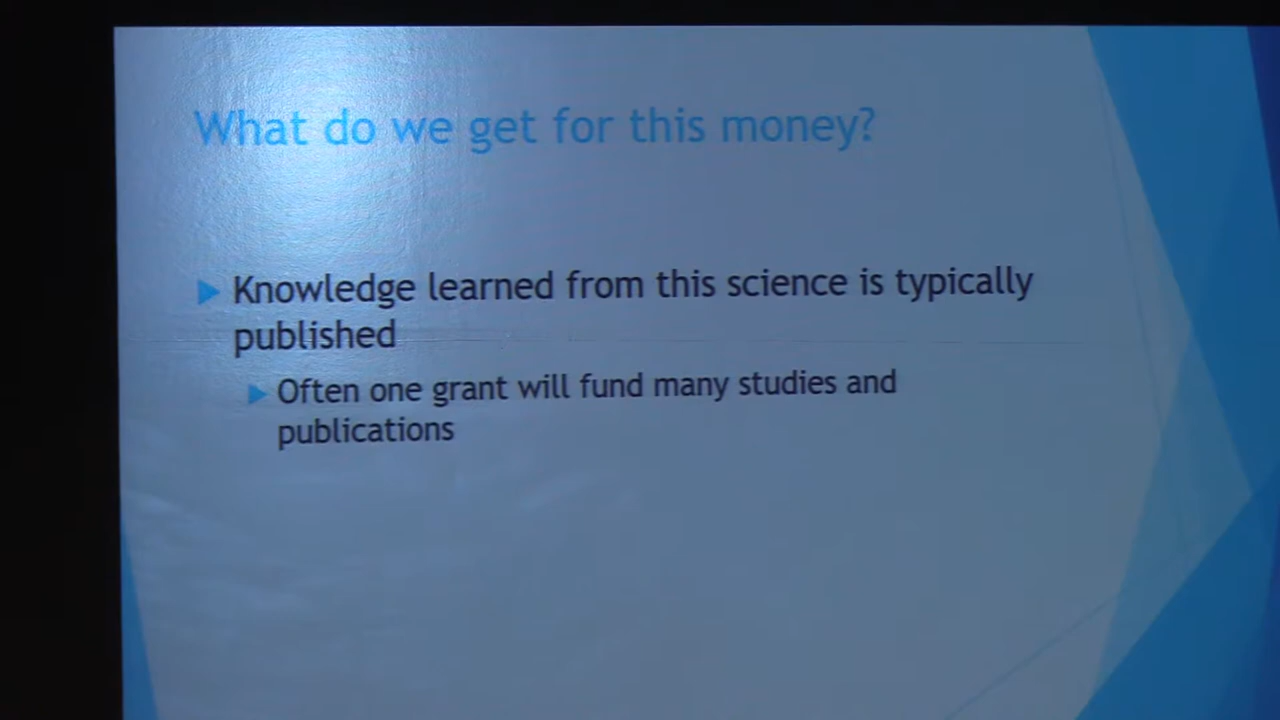 What do we get for this money?
Knowledge learned from this science is typically
published
Often one grant will fund many studies and
publications